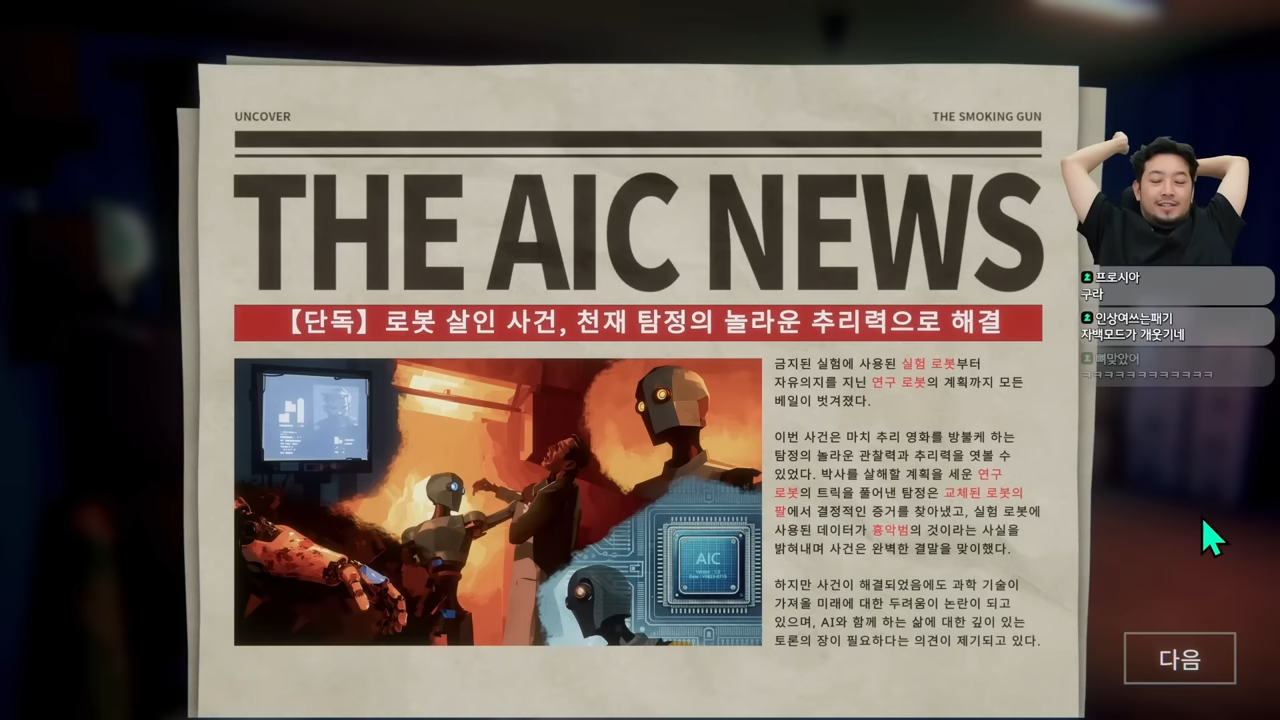 UNCOVER
THE SMOKING GUN
THE AIC NEWS
【단독】 로봇 살인 사건, 천재 탐정의 놀라운 추리력으로 해결
금지된 실험에 사용된 실험 로봇부터
자유의지를 지닌 연구 로봇의 계획까지 모든
베일이 벗겨졌다.
이번 사건은 마치 추리 영화를 방불케 하는
탐정의 놀라운 관찰력과 추리력을 엿볼 수
있었다. 박사를 살해할 계획을 세운 연구
로봇의 트릭을 풀어낸 탐정은 교체된 로봇의
팔에서 결정적인 증거를 찾아냈고, 실험 로봇에
사용된 데이터가 흉악범의 것이라는 사실을
밝혀내며 사건은 완벽한 결말을 맞이했다.
하지만 사건이 해결되었음에도 과학 기술이
가져올 미래에 대한 두려움이 논란이 되고
있으며, AI와 함께 하는 삶에 대한 깊이 있는
토론의 장이 필요하다는 의견이 제기되고 있다.
AIC
프로시아
구라
인상여쓰는패기
자백모드가 개웃기네
뼈맞았어
ㅋㅋㅋㅋㅋㅋㅋㅋㅋㅋㅋㅋ
다음